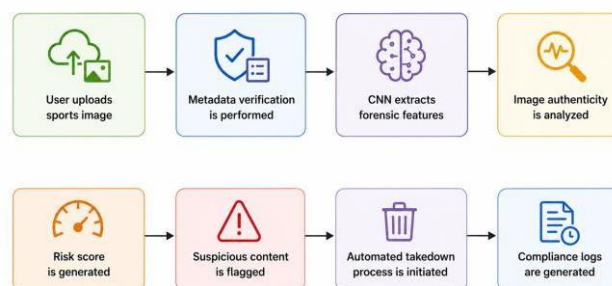 User uploads
sports image
Metadata verification
is performed
CNN extracts
forensic features
Image authenticity
is analyzed
Risk score
is generated
Suspicious content
is flagged
Automated takedown
process is initiated
Compliance logs
are generated